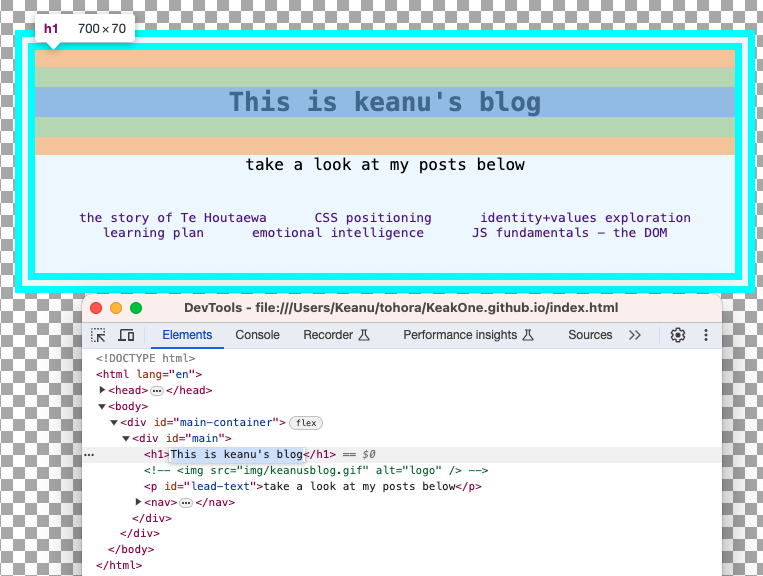 h1 700×70
This is keanu's blog
take a look at my posts below
the story of Te Houtaewa CSS positioning identity+values exploration
learning plan emotional intelligence JS fundamentals – the DOM
DevTools - file:///Users/Keanu/tohora/KeakOne.github.io/index.html
Elements Console Recorder Performance insights Sources
<!DOCTYPE html>
<html lang="en">
<head>…</head>
<body>
<div id="main-container"> flex
<div id="main">
<h1>This is keanu's blog</h1> == $0
<!-- <img src="img/keanusblog.gif" alt="logo" /> -->
<p id="lead-text">take a look at my posts below</p>
<nav>…</nav>
</div>
</div>
</body>
</html>